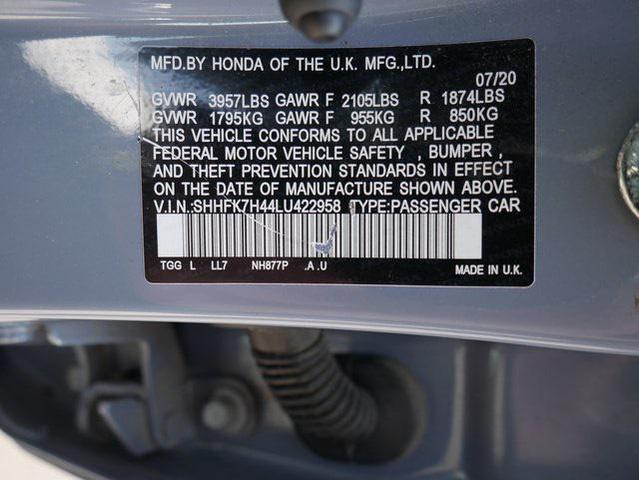 MFD.BY HONDA OF THE U.K. MFG.,LTD.
07/20
GVWR 3957LBS GAWR F 2105LBS R 1874LBS
GVWR 1795KG GAWR F 955KG R 850KG
THIS VEHICLE CONFORMS TO ALL APPLICABLE
FEDERAL MOTOR VEHICLE SAFETY , BUMPER ,
AND THEFT PREVENTION STANDARDS IN EFFECT
ON THE DATE OF MANUFACTURE SHOWN ABOVE.
V.I.N.:SHHFK7H44LU422958 TYPE:PASSENGER CAR
TGG L LL7 NH877P .A .U MADE IN U.K.